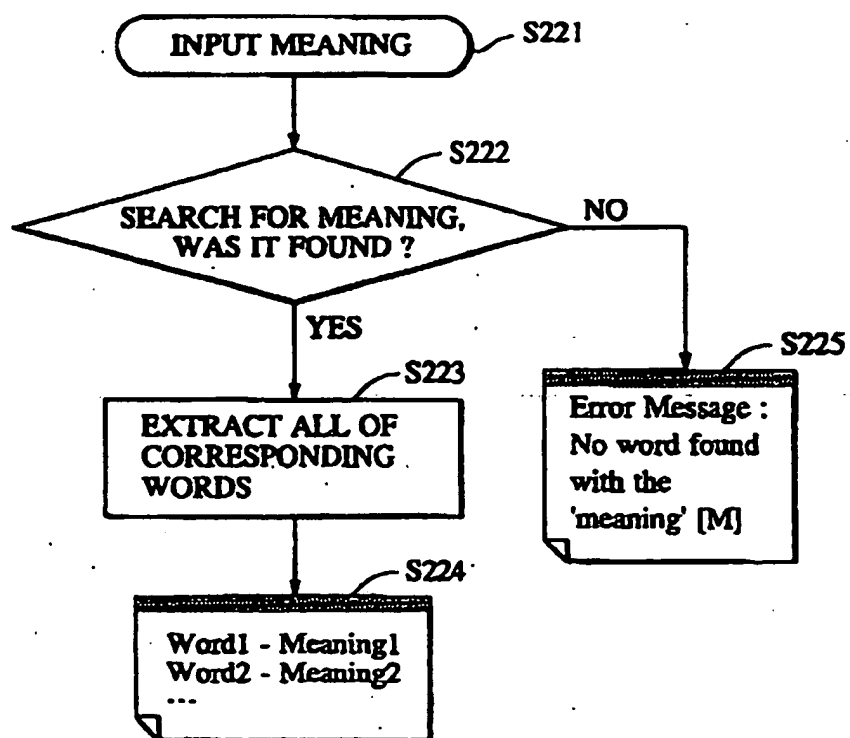 INPUT MEANING
S221
S222
SEARCH FOR MEANING,
WAS IT FOUND ?
NO
YES
S223
EXTRACT ALL OF
CORRESPONDING
WORDS
S225
Error Message :
No word found
with the
'meaning' [M]
S224
Word1 - Meaning1
Word2 - Meaning2
...